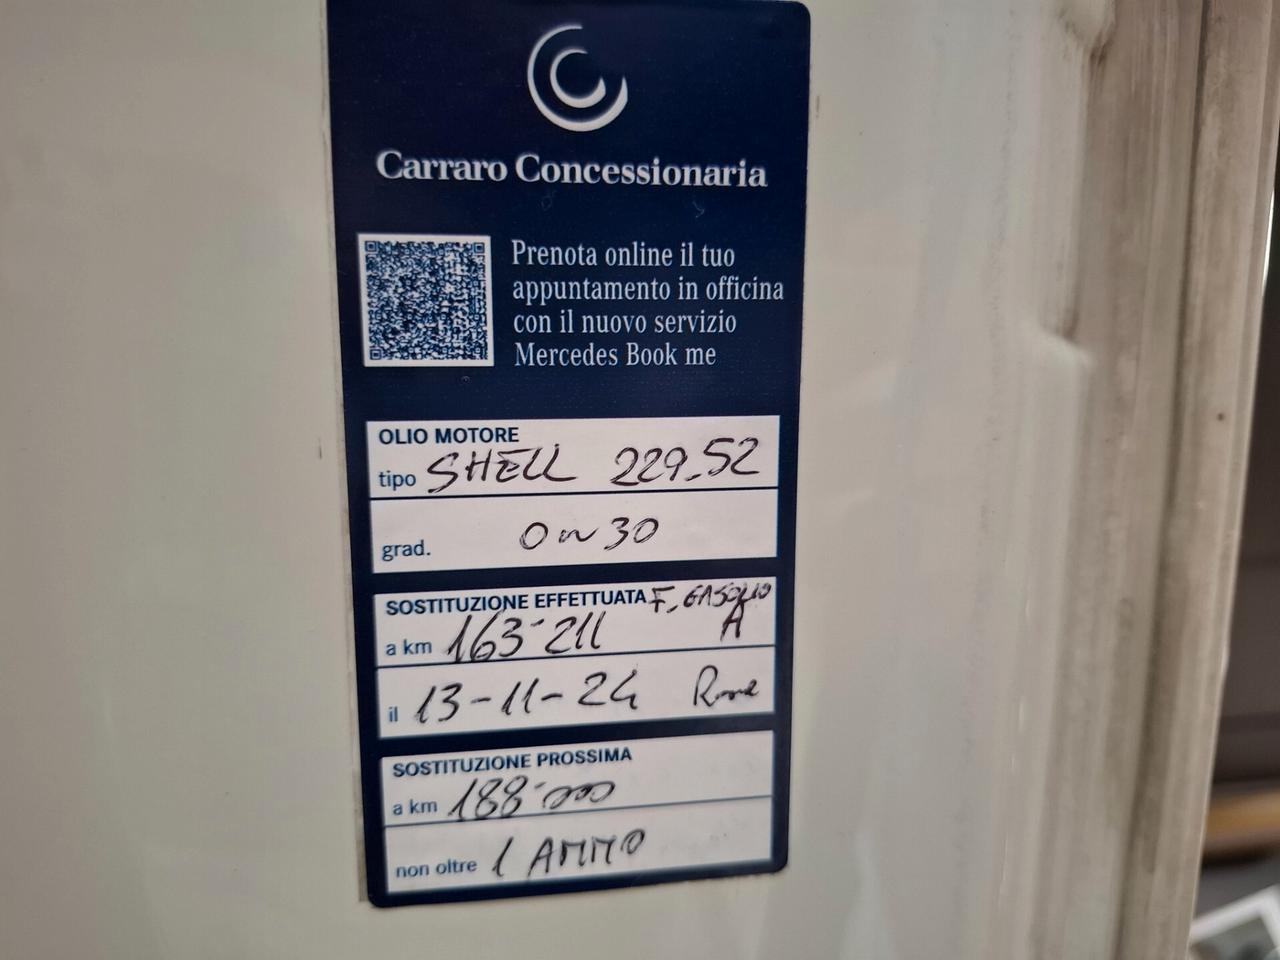 Carraro Concessionaria
Prenota online il tuo
appuntamento in officina
con il nuovo servizio
Mercedes Book me
OLIO MOTORE
tipo SHELL 229.52
grad. 0w30
SOSTITUZIONE EFFETTUATA F. GASOLIO
a km 163.211 A
il 13-11-24
SOSTITUZIONE PROSSIMA
a km 188.000
non oltre 1 ANNO